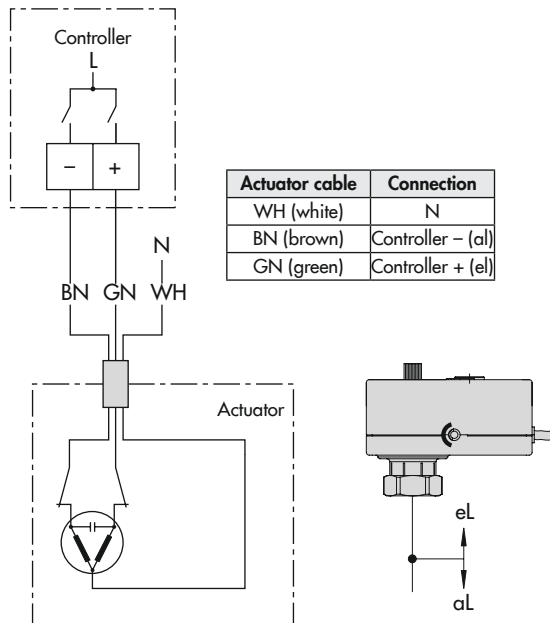 Controller
L
− +
N
BN GN WH
Actuator
Actuator cable Connection
WH (white) N
BN (brown) Controller – (al)
GN (green) Controller + (el)
eL
aL